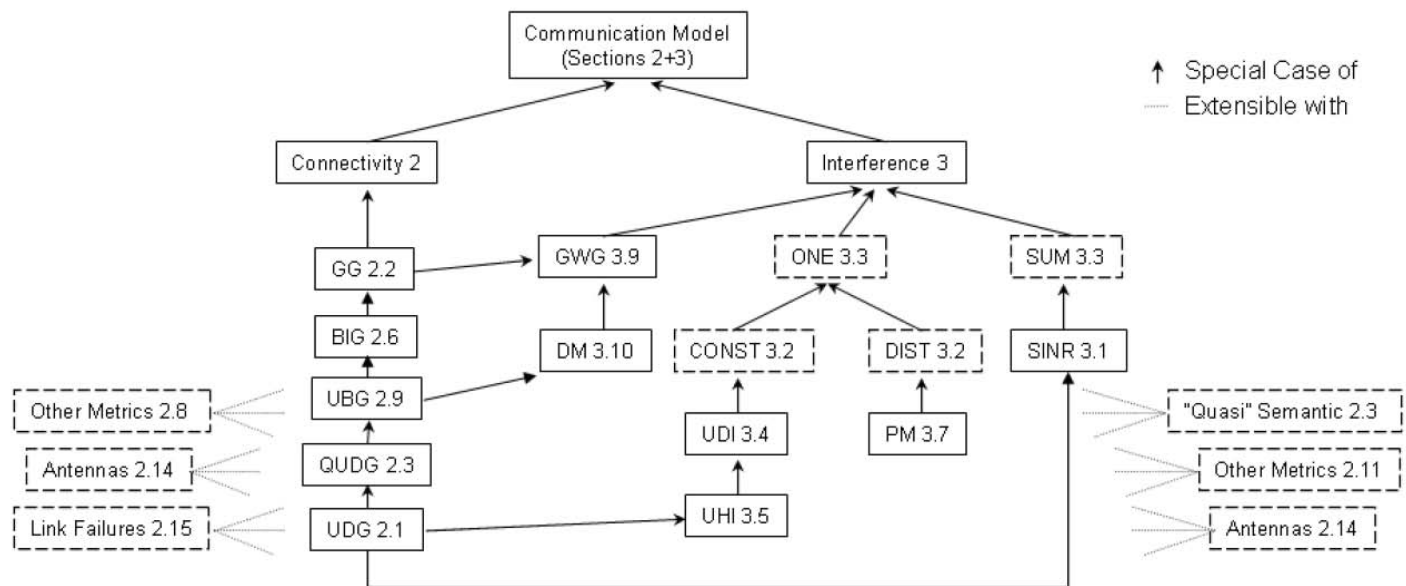 Communication Model
(Sections 2+3)
Special Case of
Extensible with
Connectivity 2
Interference 3
GG 2.2
GWG 3.9
ONE 3.3
SUM 3.3
BIG 2.6
DM 3.10
CONST 3.2
DIST 3.2
SINR 3.1
Other Metrics 2.8
UBG 2.9
"Quasi" Semantic 2.3
UDI 3.4
PM 3.7
Antennas 2.14
QUDG 2.3
Other Metrics 2.11
Link Failures 2.15
UDG 2.1
UHI 3.5
Antennas 2.14